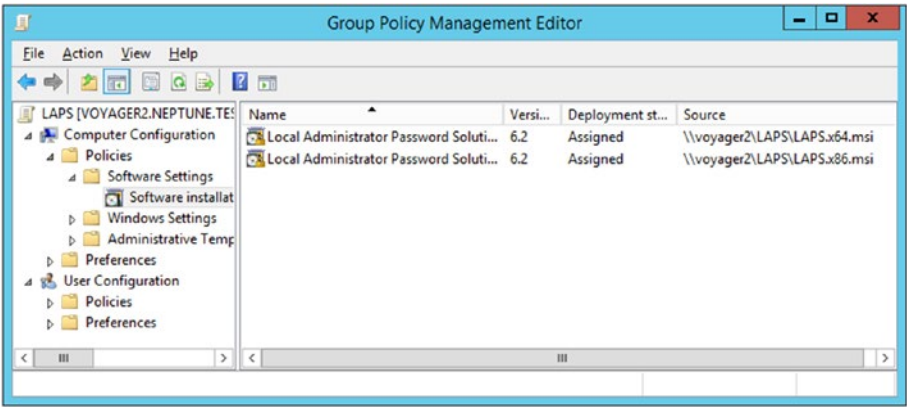 Group Policy Management Editor
File Action View Help
LAPS [VOYAGER2.NEPTUNE.TES
Computer Configuration
Policies
Software Settings
Software installat
Windows Settings
Administrative Temp
Preferences
User Configuration
Policies
Preferences
Name Versi... Deployment st... Source
Local Administrator Password Soluti... 6.2 Assigned \\voyager2\LAPS\LAPS.x64.msi
Local Administrator Password Soluti... 6.2 Assigned \\voyager2\LAPS\LAPS.x86.msi